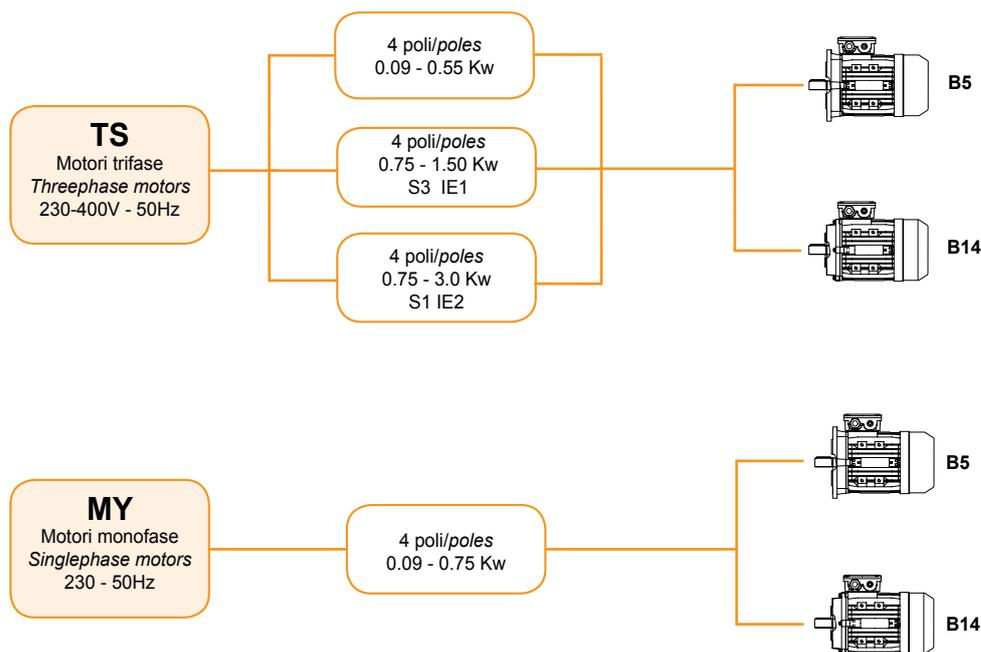 TS
Motori trifase
Threephase motors
230-400V - 50Hz
4 poli/poles
0.09 - 0.55 Kw
4 poli/poles
0.75 - 1.50 Kw
S3 IE1
4 poli/poles
0.75 - 3.0 Kw
S1 IE2
B5
B14
MY
Motori monofase
Singlephase motors
230 - 50Hz
4 poli/poles
0.09 - 0.75 Kw
B5
B14